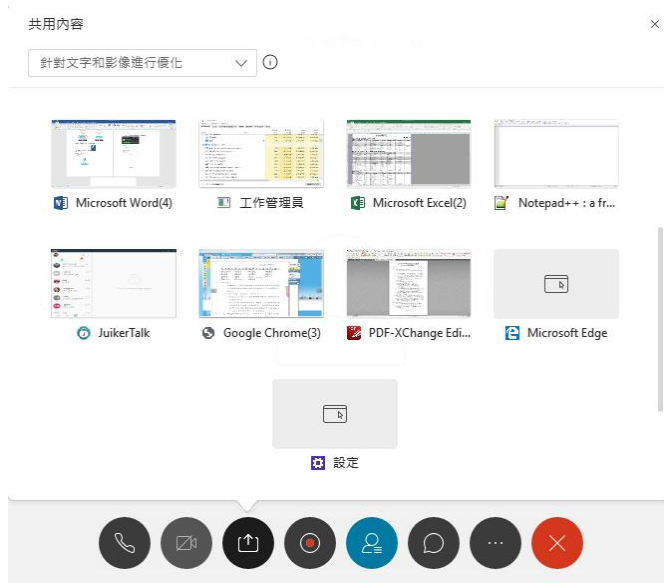 共用內容
針對文字和影像進行優化
Microsoft Word(4)
工作管理員
Microsoft Excel(2)
Notepad++ : a fr...
JuikerTalk
Google Chrome(3)
PDF-XChange Edi...
Microsoft Edge
設定